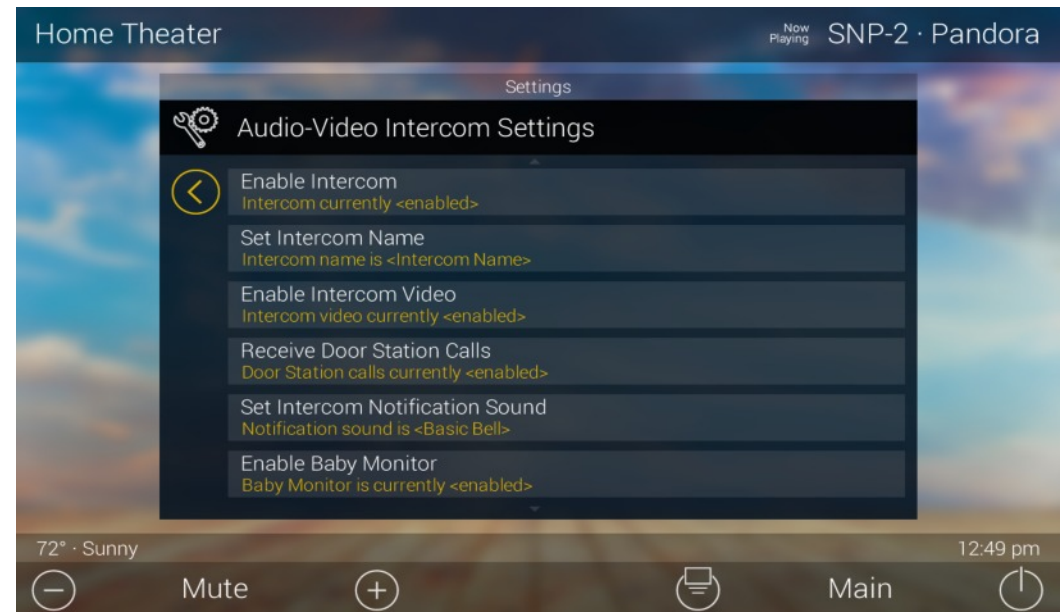 Home Theater
Now Playing SNP-2 · Pandora
Settings
Audio-Video Intercom Settings
Enable Intercom
Intercom currently <enabled>
Set Intercom Name
Intercom name is <Intercom Name>
Enable Intercom Video
Intercom video currently <enabled>
Receive Door Station Calls
Door Station calls currently <enabled>
Set Intercom Notification Sound
Notification sound is <Basic Bell>
Enable Baby Monitor
Baby Monitor is currently <enabled>
72° · Sunny
12:49 pm
Mute
Main